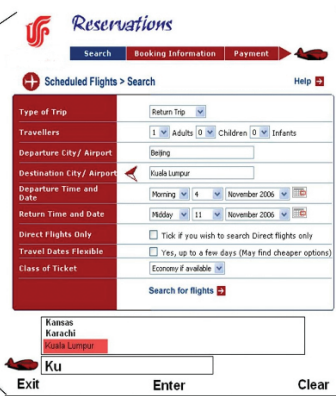 Reservations
Search Booking Information Payment
Scheduled Flights > Search Help
Type of Trip Return Trip
Travellers 1 Adults 0 Children 0 Infants
Departure City/ Airport Beijing
Destination City/ Airport Kuala Lumpur
Departure Time and Date Morning 4 November 2006
Return Time and Date Midday 11 November 2006
Direct Flights Only Tick if you wish to search Direct flights only
Travel Dates Flexible Yes, up to a few days (May find cheaper options)
Class of Ticket Economy if available
Search for flights
Kansas
Karachi
Kuala Lumpur
Ku
Exit Enter Clear